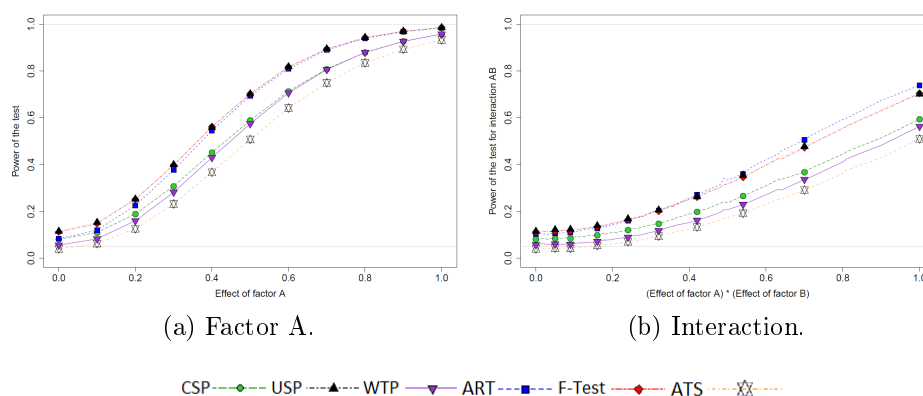 Power of the test
0.0 0.2 0.4 0.6 0.8 1.0
0.0 0.2 0.4 0.6 0.8 1.0
Effect of factor A
(a) Factor A.
Power of the test for interaction AB
0.0 0.2 0.4 0.6 0.8 1.0
0.0 0.2 0.4 0.6 0.8 1.0
(Effect of factor A) * (Effect of factor B)
(b) Interaction.
CSP USP WTP ART F-Test ATS